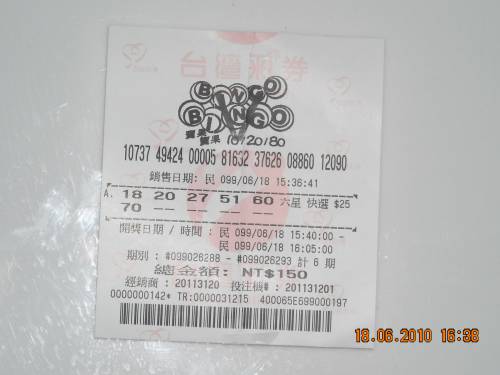 台灣彩券
BINGO
BINGO
賓果 賓果 10/20/80
10737 49424 00005 81632 37626 08860 12090
銷售日期: 民 099/06/18 15:36:41
A. 18 20 27 51 60 六星 快選 $25
70 -- -- -- --
開獎日期 / 時間 : 民 099/06/18 15:40:00 -
民 099/06/18 16:05:00
期別 : #099026288 - #099026293 計 6 期
總金額: NT$150
經銷商 : 20113120 投注機# : 201131201
0000000142* TR:0000031215 400065E689000197
18.06.2010 16:38